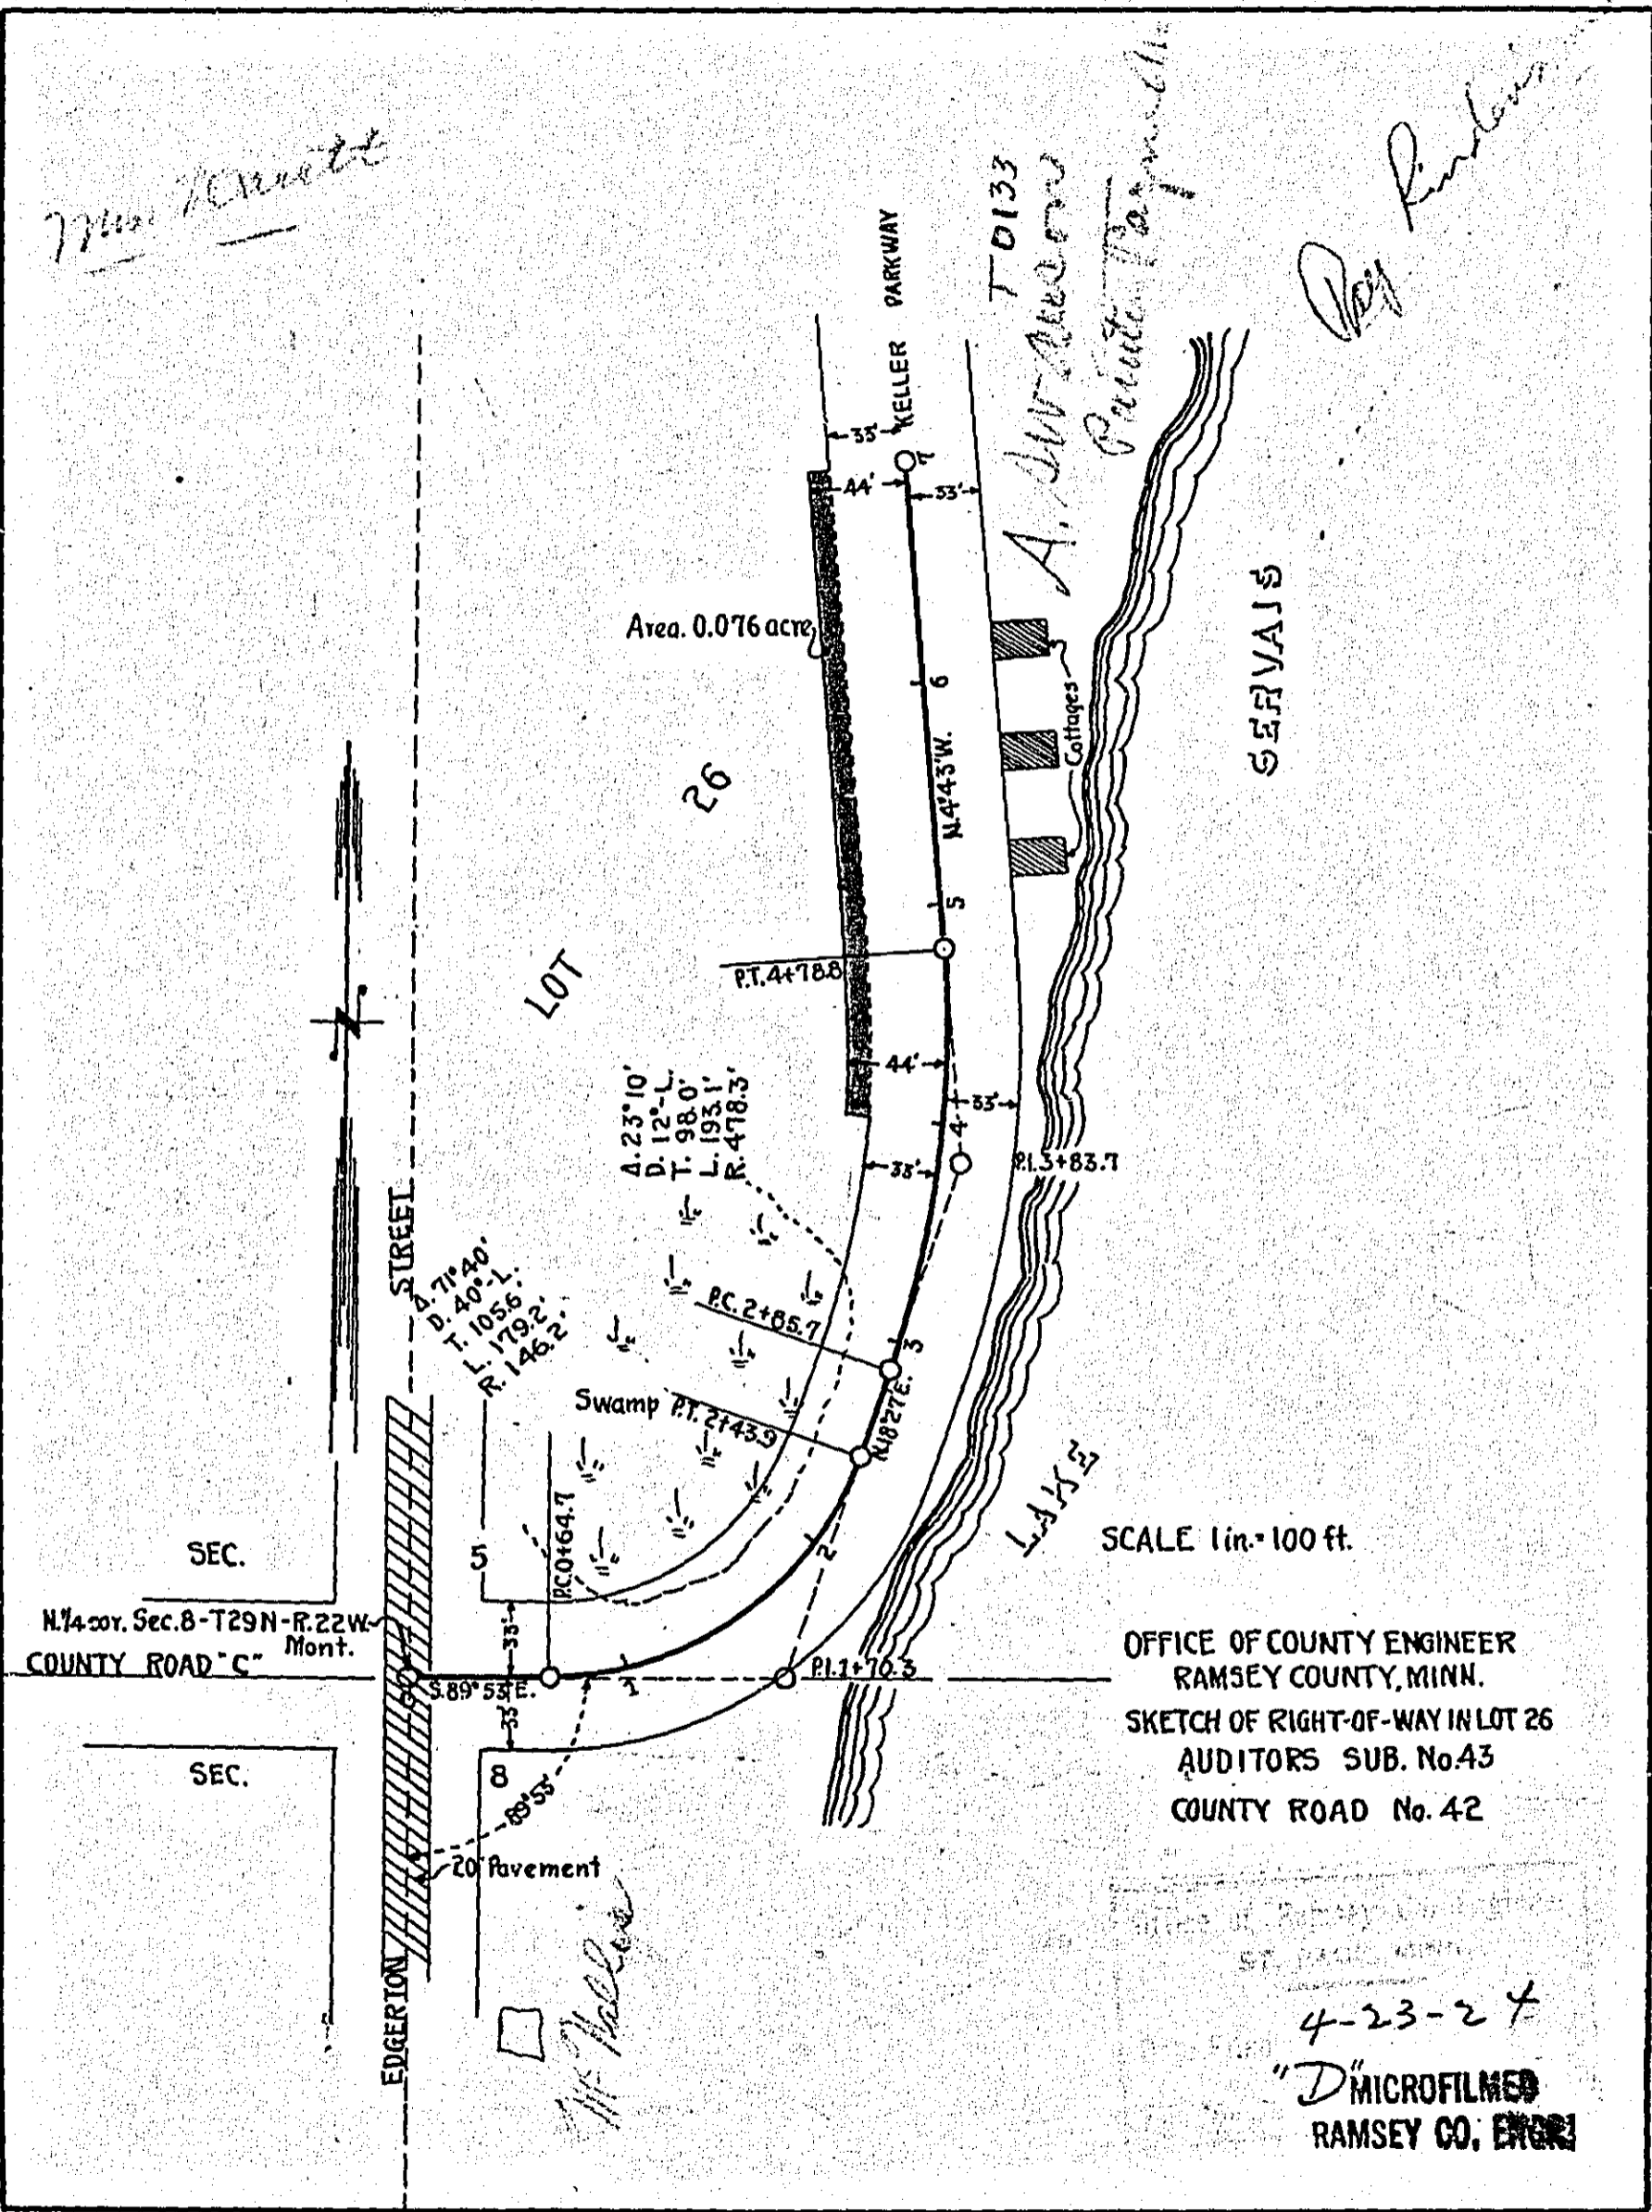 T0133
KELLER PARKWAY
33'
7
44'
33'
Area. 0.076 acre
6
Cottages
SERVAIS
26
N.4°43'W.
5
LOT
P.T. 4+78.8
44'
33'
Δ. 23°10'
D. 12°-L.
T. 98.0'
L. 193.1'
R. 478.3'
4
33'
P.I. 3+83.7
STREET
Δ. 71°40'
D. 40°-L.
T. 105.6'
L. 179.2'
R. 146.2'
P.C. 2+85.7
3
Swamp
P.T. 2+43.9
N.18°27'E.
P.C. 0+64.7
2
LAKE
SCALE 1in.=100 ft.
SEC.
5
N.¼ cor. Sec.8-T29N-R.22W.
Mont.
33'
COUNTY ROAD "C"
0
S.89°53'E.
1
P.I. 1+70.3
33'
SEC.
8
89°53'
20' Pavement
EDGERTON
OFFICE OF COUNTY ENGINEER
RAMSEY COUNTY, MINN.
SKETCH OF RIGHT-OF-WAY IN LOT 26
AUDITORS SUB. No.43
COUNTY ROAD No. 42
4-23-24
"D" MICROFILMED
RAMSEY CO. ENGR